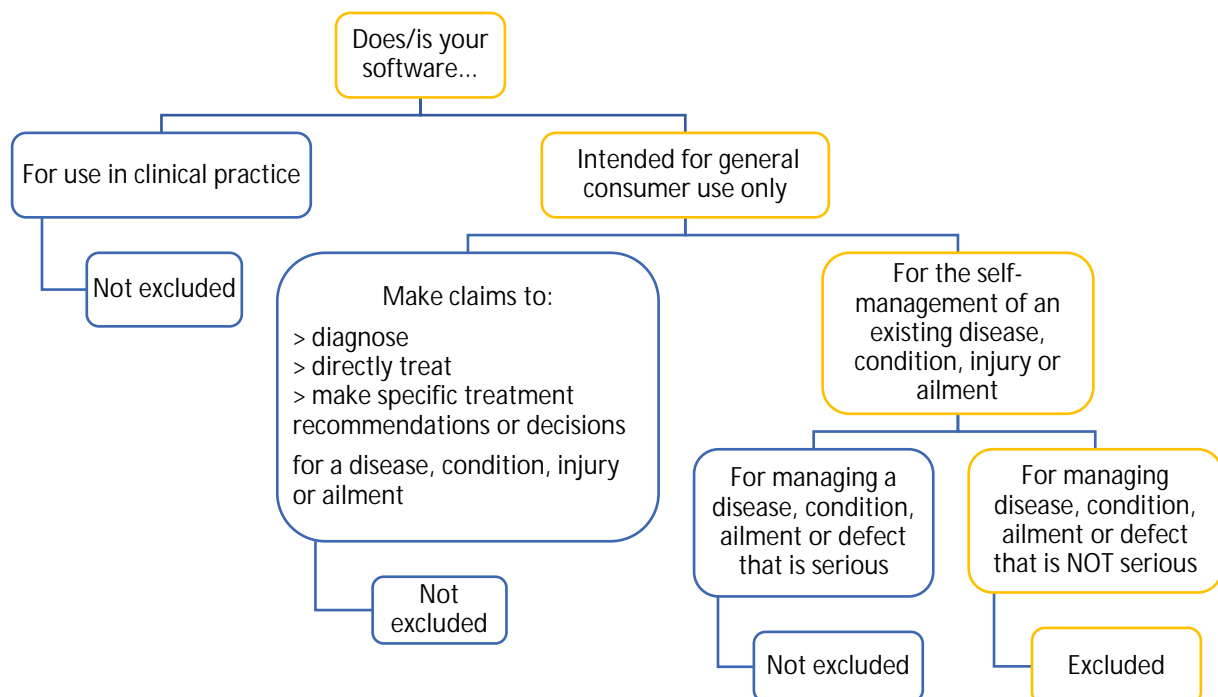 Does/is your
software...
For use in clinical practice
Not excluded
Intended for general
consumer use only
Make claims to:
> diagnose
> directly treat
> make specific treatment
recommendations or decisions
for a disease, condition, injury
or ailment
Not
excluded
For the self-
management of an
existing disease,
condition, injury or
ailment
For managing a
disease, condition,
ailment or defect
that is serious
Not excluded
For managing
disease, condition,
ailment or defect
that is NOT serious
Excluded